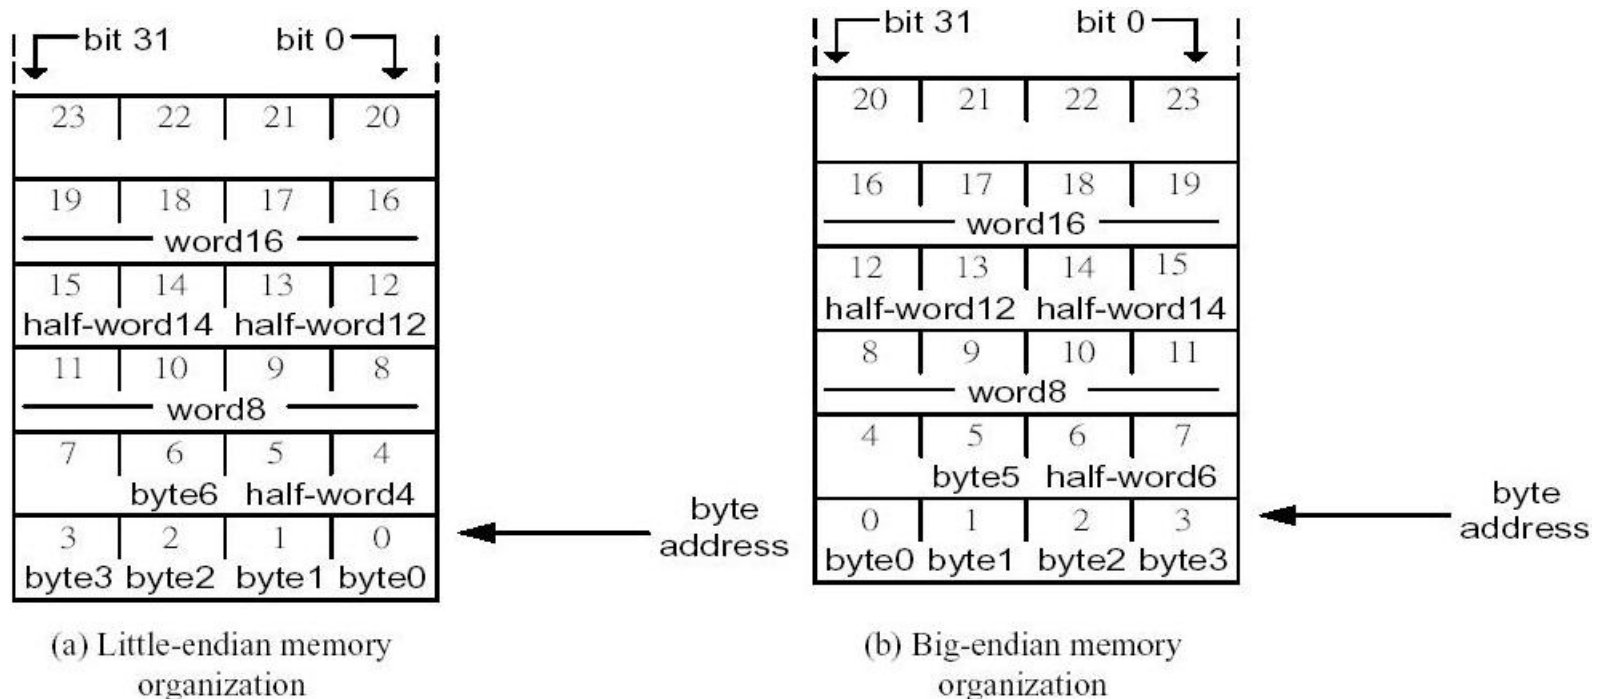 bit 31 bit 0
23 22 21 20
19 18 17 16
word16
15 14 13 12
half-word14 half-word12
11 10 9 8
word8
7 6 5 4
byte6 half-word4
3 2 1 0
byte3 byte2 byte1 byte0
byte
address
(a) Little-endian memory
organization
bit 31 bit 0
20 21 22 23
16 17 18 19
word16
12 13 14 15
half-word12 half-word14
8 9 10 11
word8
4 5 6 7
byte5 half-word6
0 1 2 3
byte0 byte1 byte2 byte3
byte
address
(b) Big-endian memory
organization